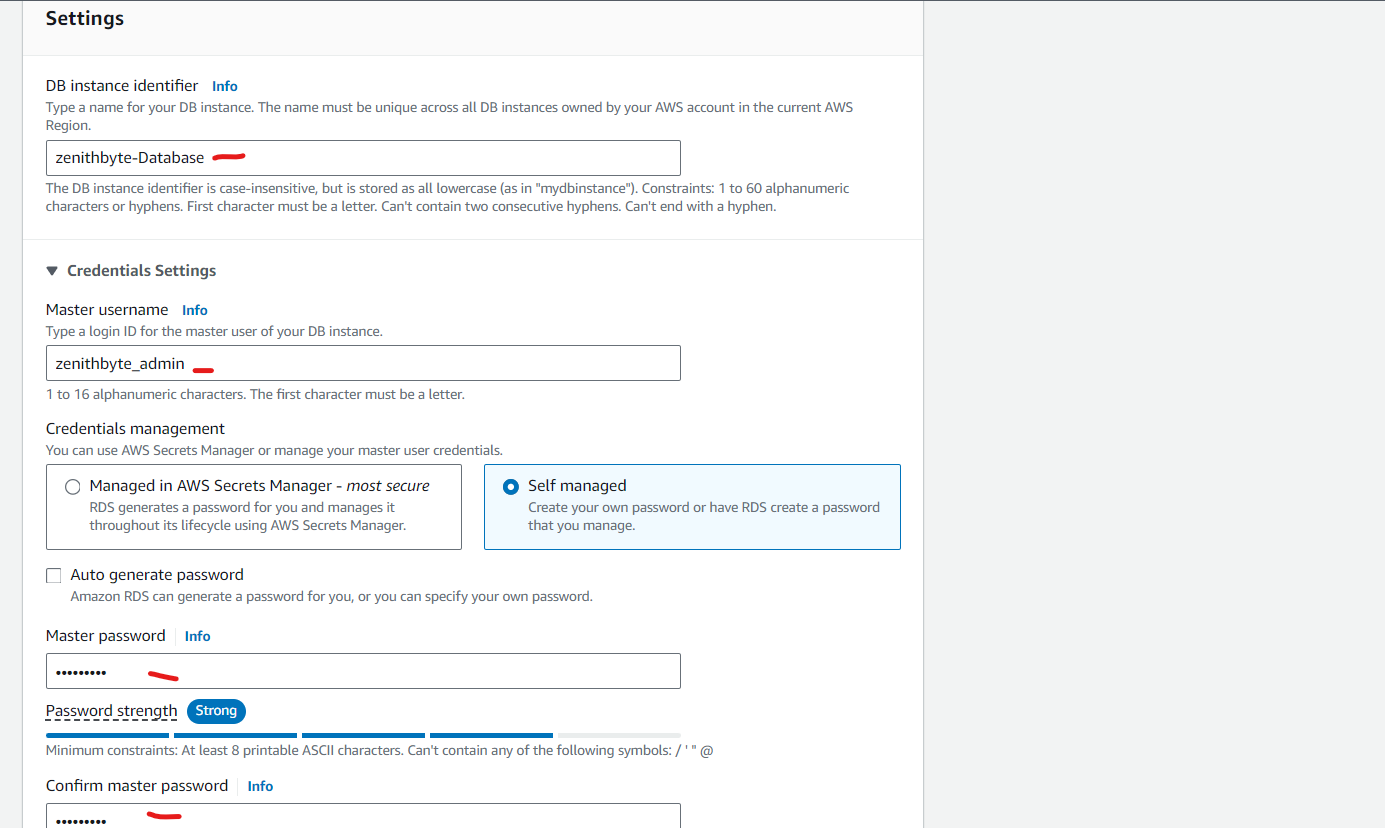 Settings
DB instance identifier Info
Type a name for your DB instance. The name must be unique across all DB instances owned by your AWS account in the current AWS
Region.
zenithbyte-Database
The DB instance identifier is case-insensitive, but is stored as all lowercase (as in "mydbinstance"). Constraints: 1 to 60 alphanumeric
characters or hyphens. First character must be a letter. Can't contain two consecutive hyphens. Can't end with a hyphen.
Credentials Settings
Master username Info
Type a login ID for the master user of your DB instance.
zenithbyte_admin
1 to 16 alphanumeric characters. The first character must be a letter.
Credentials management
You can use AWS Secrets Manager or manage your master user credentials.
Managed in AWS Secrets Manager - most secure
RDS generates a password for you and manages it
throughout its lifecycle using AWS Secrets Manager.
Self managed
Create your own password or have RDS create a password
that you manage.
Auto generate password
Amazon RDS can generate a password for you, or you can specify your own password.
Master password Info
•••••••••
Password strength Strong
Minimum constraints: At least 8 printable ASCII characters. Can't contain any of the following symbols: / ' " @
Confirm master password Info
•••••••••